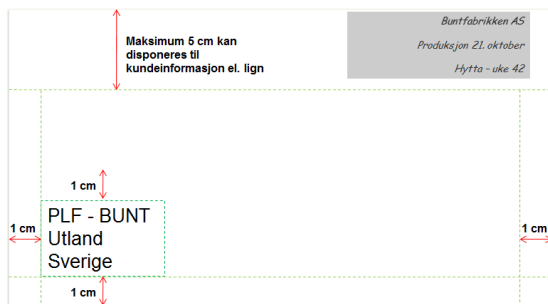 Maksimum 5 cm kan
disponeres til
kundeinformasjon el. lign
Buntfabrikken AS
Produksjon 21. oktober
Hytta – uke 42
1 cm
PLF - BUNT
Utland
Sverige
1 cm
1 cm
1 cm